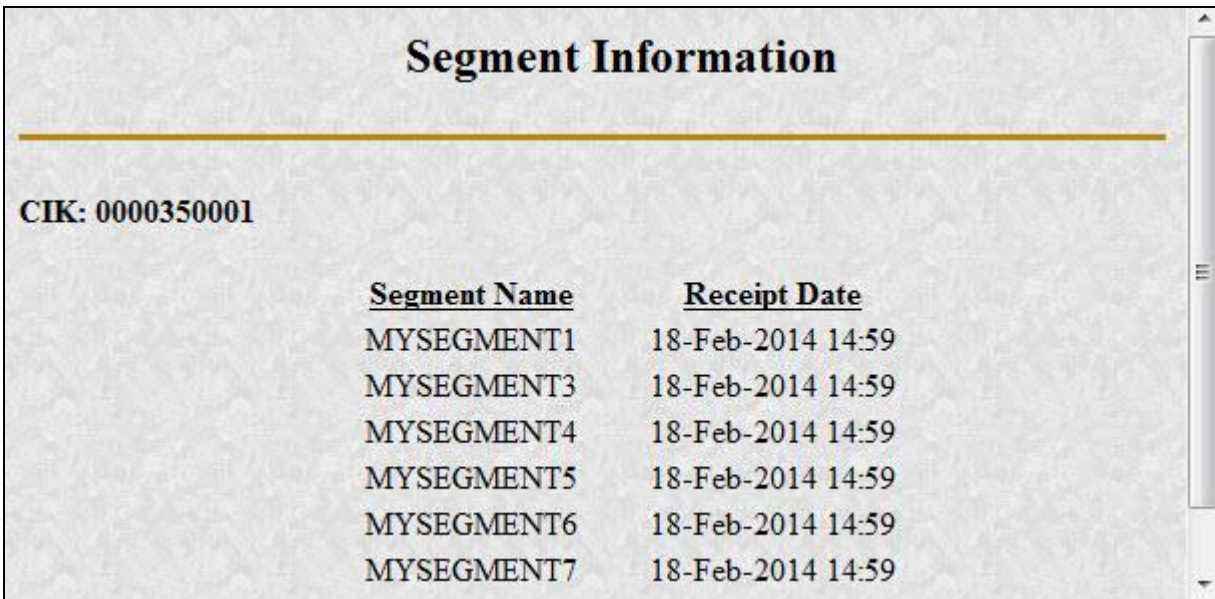 Segment Information
CIK: 0000350001
Segment Name Receipt Date
MYSEGMENT1 18-Feb-2014 14:59
MYSEGMENT3 18-Feb-2014 14:59
MYSEGMENT4 18-Feb-2014 14:59
MYSEGMENT5 18-Feb-2014 14:59
MYSEGMENT6 18-Feb-2014 14:59
MYSEGMENT7 18-Feb-2014 14:59